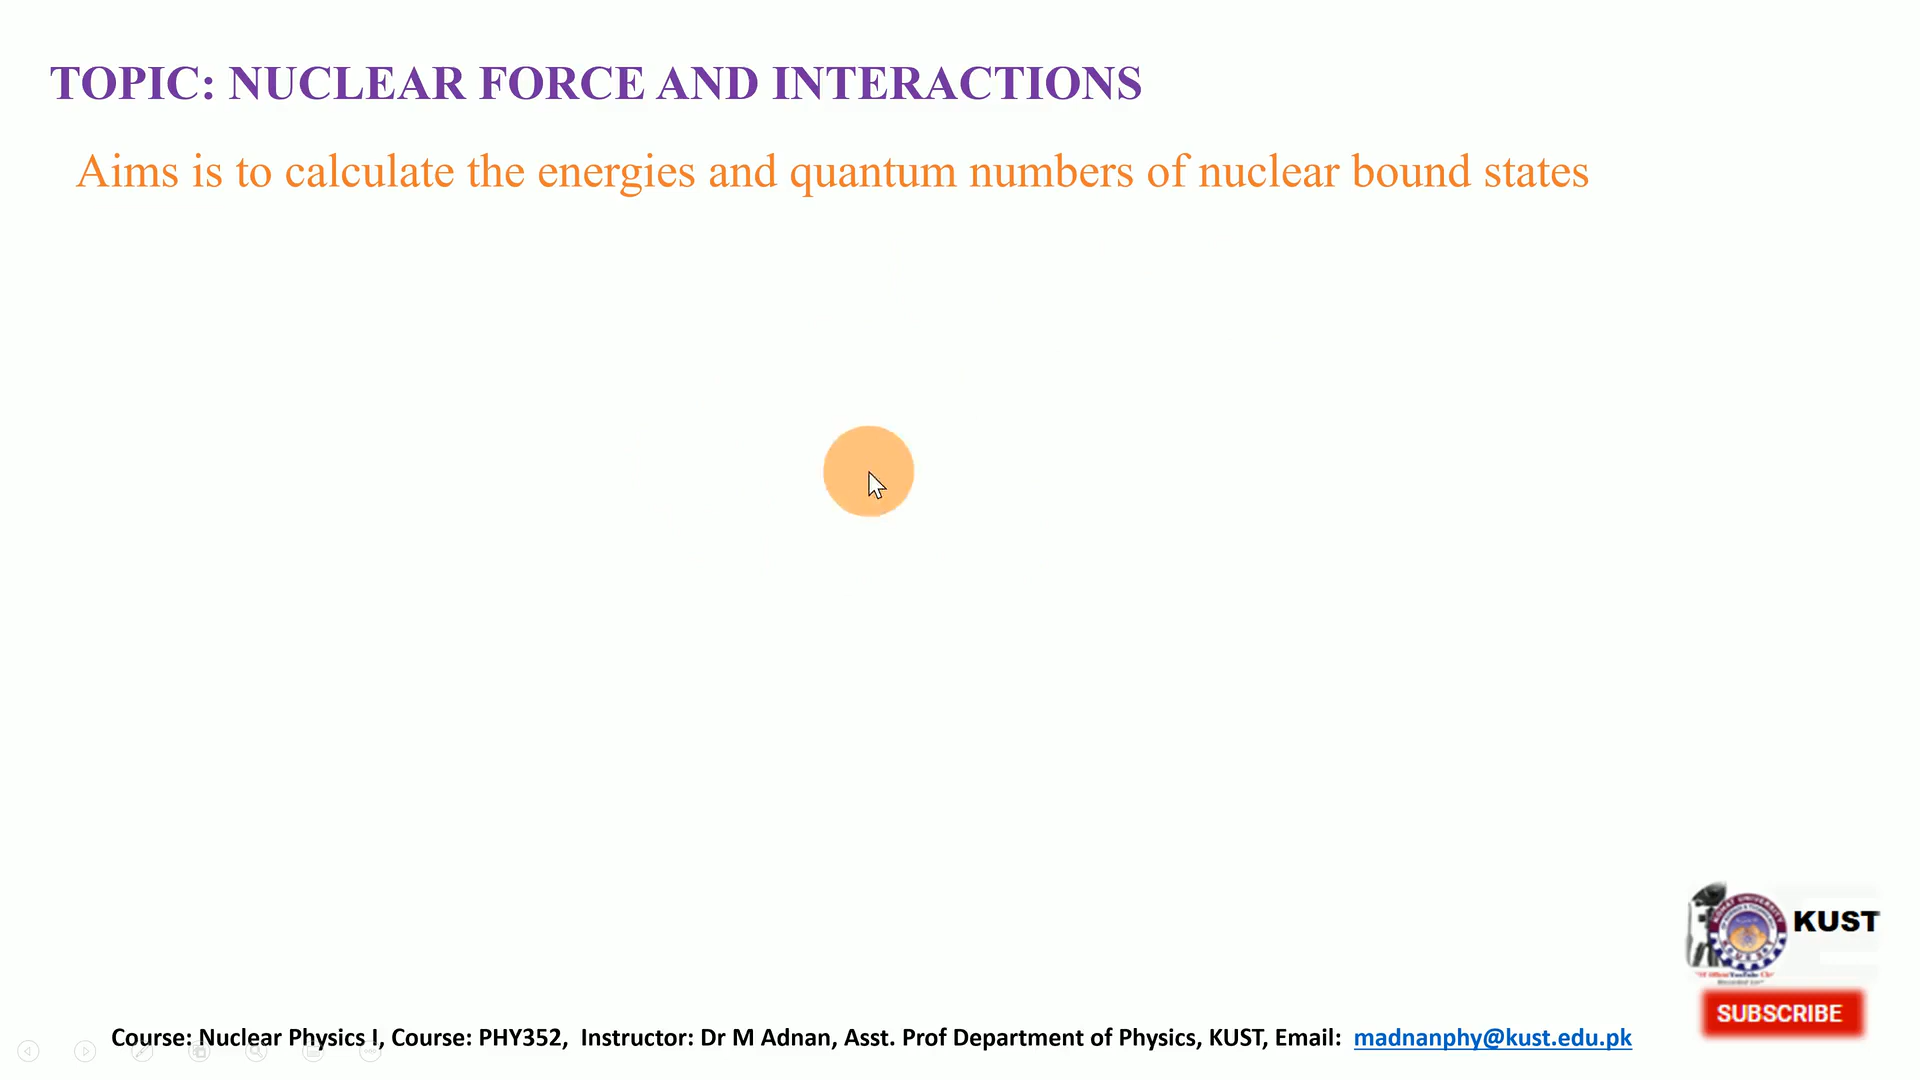 TOPIC: NUCLEAR FORCE AND INTERACTIONS
Aims is to calculate the energies and quantum numbers of nuclear bound states
KUST
SUBSCRIBE
Course: Nuclear Physics I, Course: PHY352, Instructor: Dr M Adnan, Asst. Prof Department of Physics, KUST, Email: madnanphy@kust.edu.pk